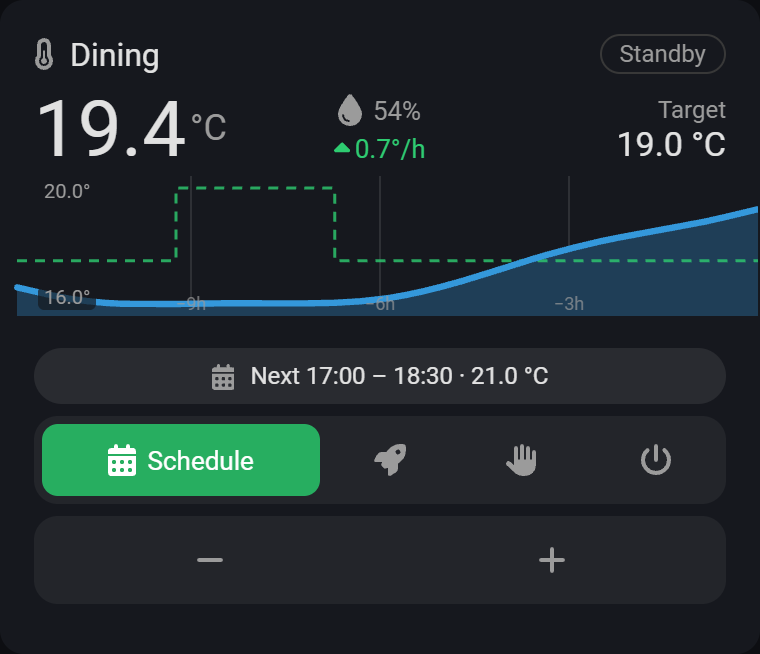 Dining
Standby
19.4 °C
54%
0.7°/h
Target
19.0 °C
20.0°
16.0°
−9h
−6h
−3h
Next 17:00 – 18:30 · 21.0 °C
Schedule